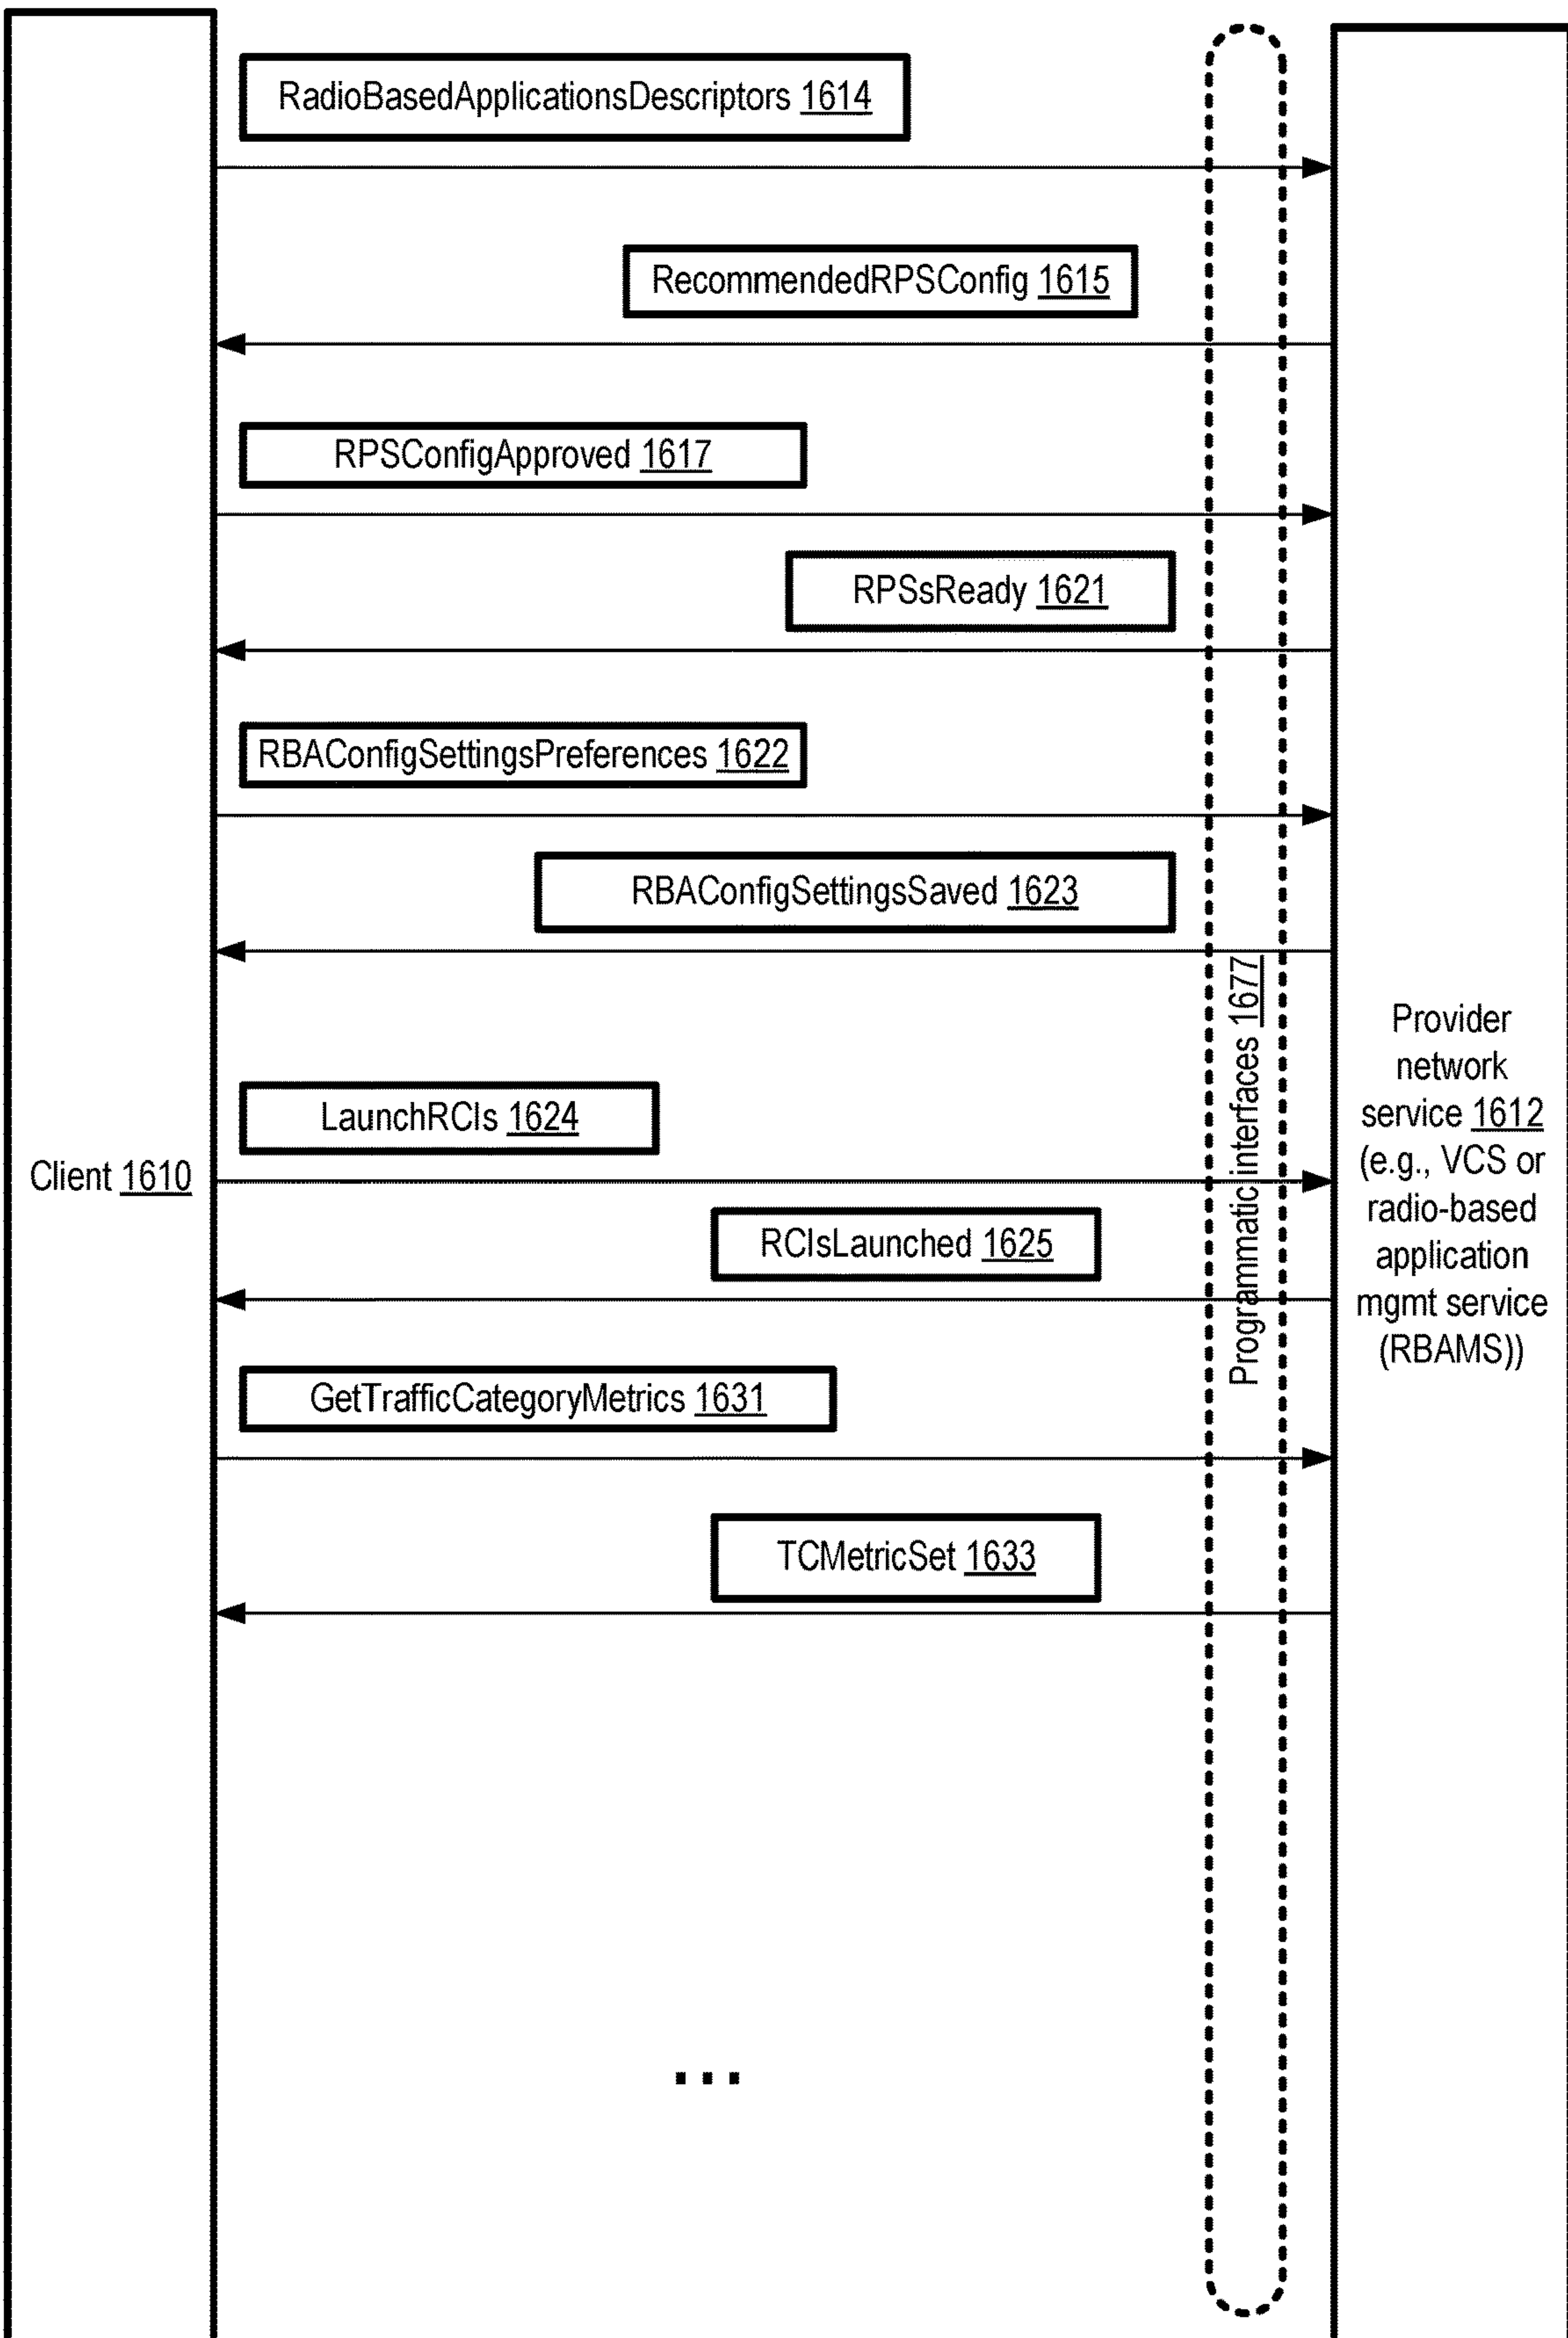 RadioBasedApplicationsDescriptors 1614
RecommendedRPSConfig 1615
RPSConfigApproved 1617
RPSsReady 1621
RBAConfigSettingsPreferences 1622
RBAConfigSettingsSaved 1623
LaunchRCIs 1624
Client 1610
RCIsLaunched 1625
GetTrafficCategoryMetrics 1631
TCMetricSet 1633
...
Programmatic interfaces 1677
Provider
network
service 1612
(e.g., VCS or
radio-based
application
mgmt service
(RBAMS))